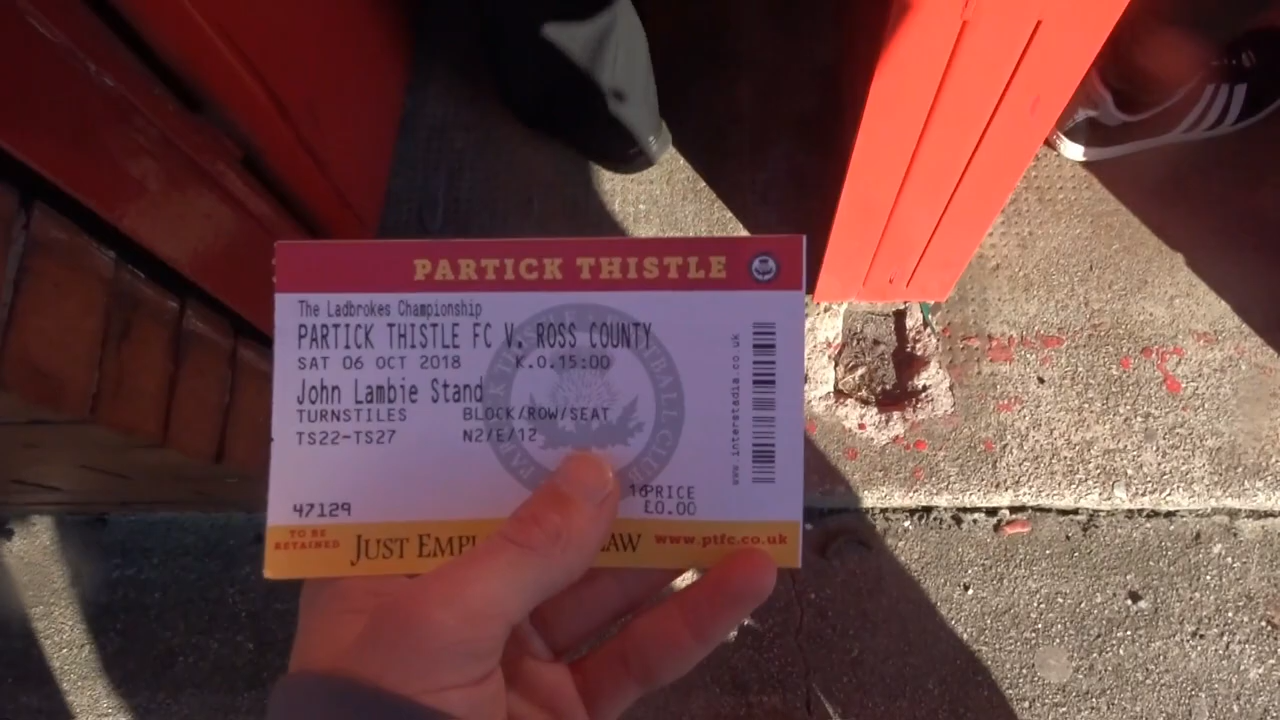 PARTICK THISTLE
The Ladbrokes Championship
PARTICK THISTLE FC V. ROSS COUNTY
SAT 06 OCT 2018 K.O.15:00
John Lambie Stand
TURNSTILES BLOCK/ROW/SEAT
TS22-TS27 N2/E/12
PRICE
47129 £0.00
TO BE
RETAINED
JUST LAW
www.ptfc.co.uk
www.interstadia.co.uk